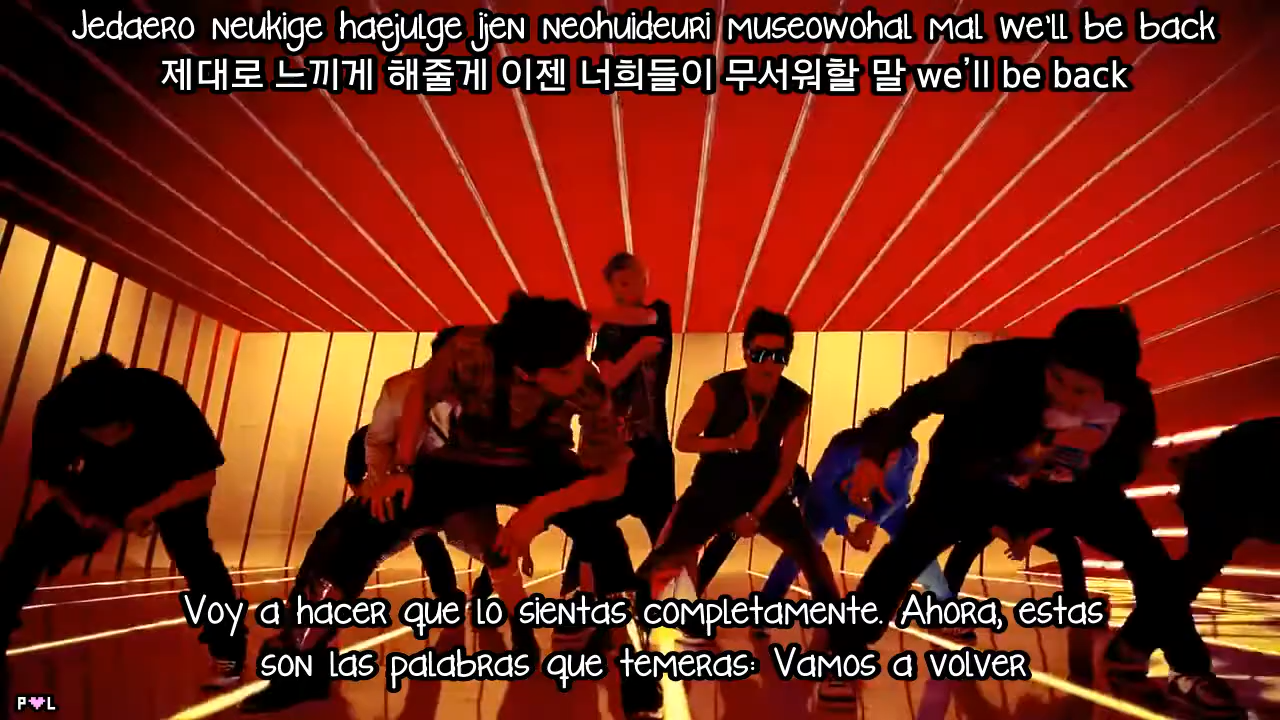 Jedaero neukige haejulge ijen neohuideuri museowohal mal we'll be back
제대로 느끼게 해줄게 이젠 너희들이 무서워할 말 we'll be back
Voy a hacer que lo sientas completamente. Ahora, estas
son las palabras que temeras: Vamos a volver
P♥L